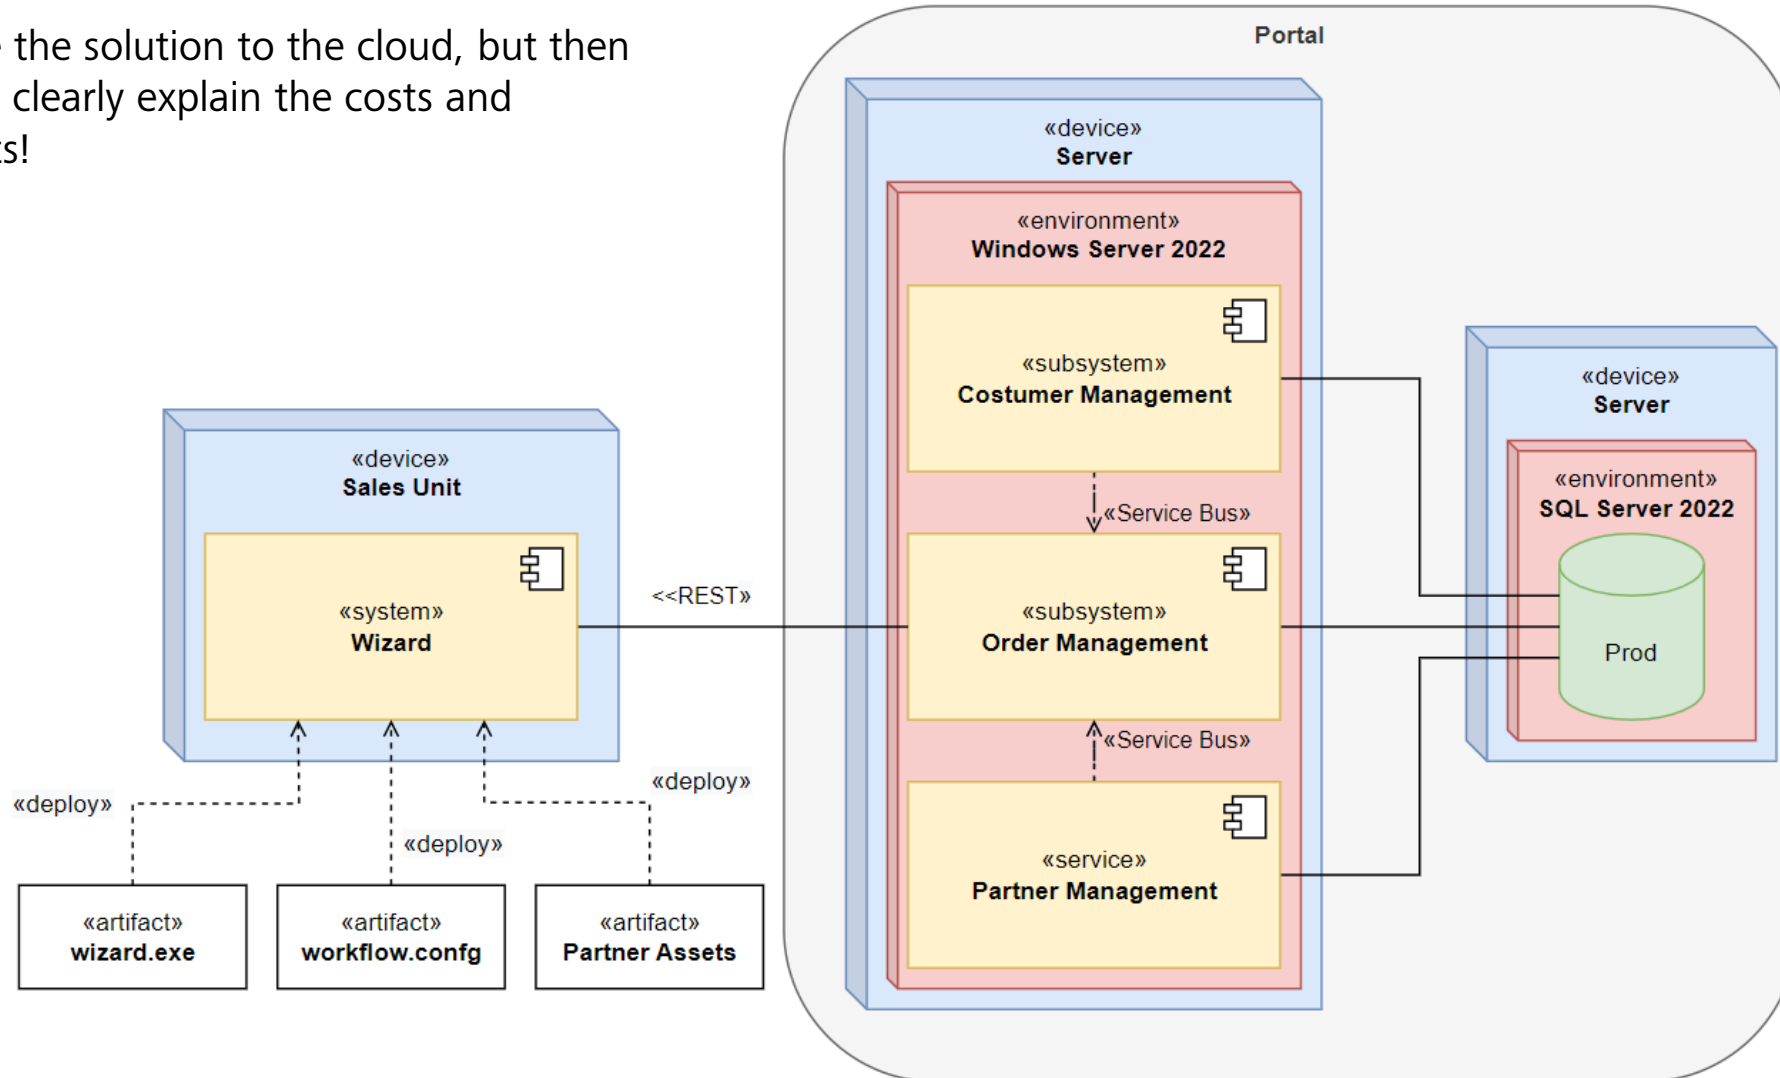 the solution to the cloud, but then
clearly explain the costs and
Portal
«device»
Server
«environment»
Windows Server 2022
«subsystem»
Costumer Management
«Service Bus»
«subsystem»
Order Management
«Service Bus»
«service»
Partner Management
«device»
Server
«environment»
SQL Server 2022
Prod
«device»
Sales Unit
«system»
Wizard
<<REST»
«deploy»
«deploy»
«deploy»
«artifact»
wizard.exe
«artifact»
workflow.confg
«artifact»
Partner Assets